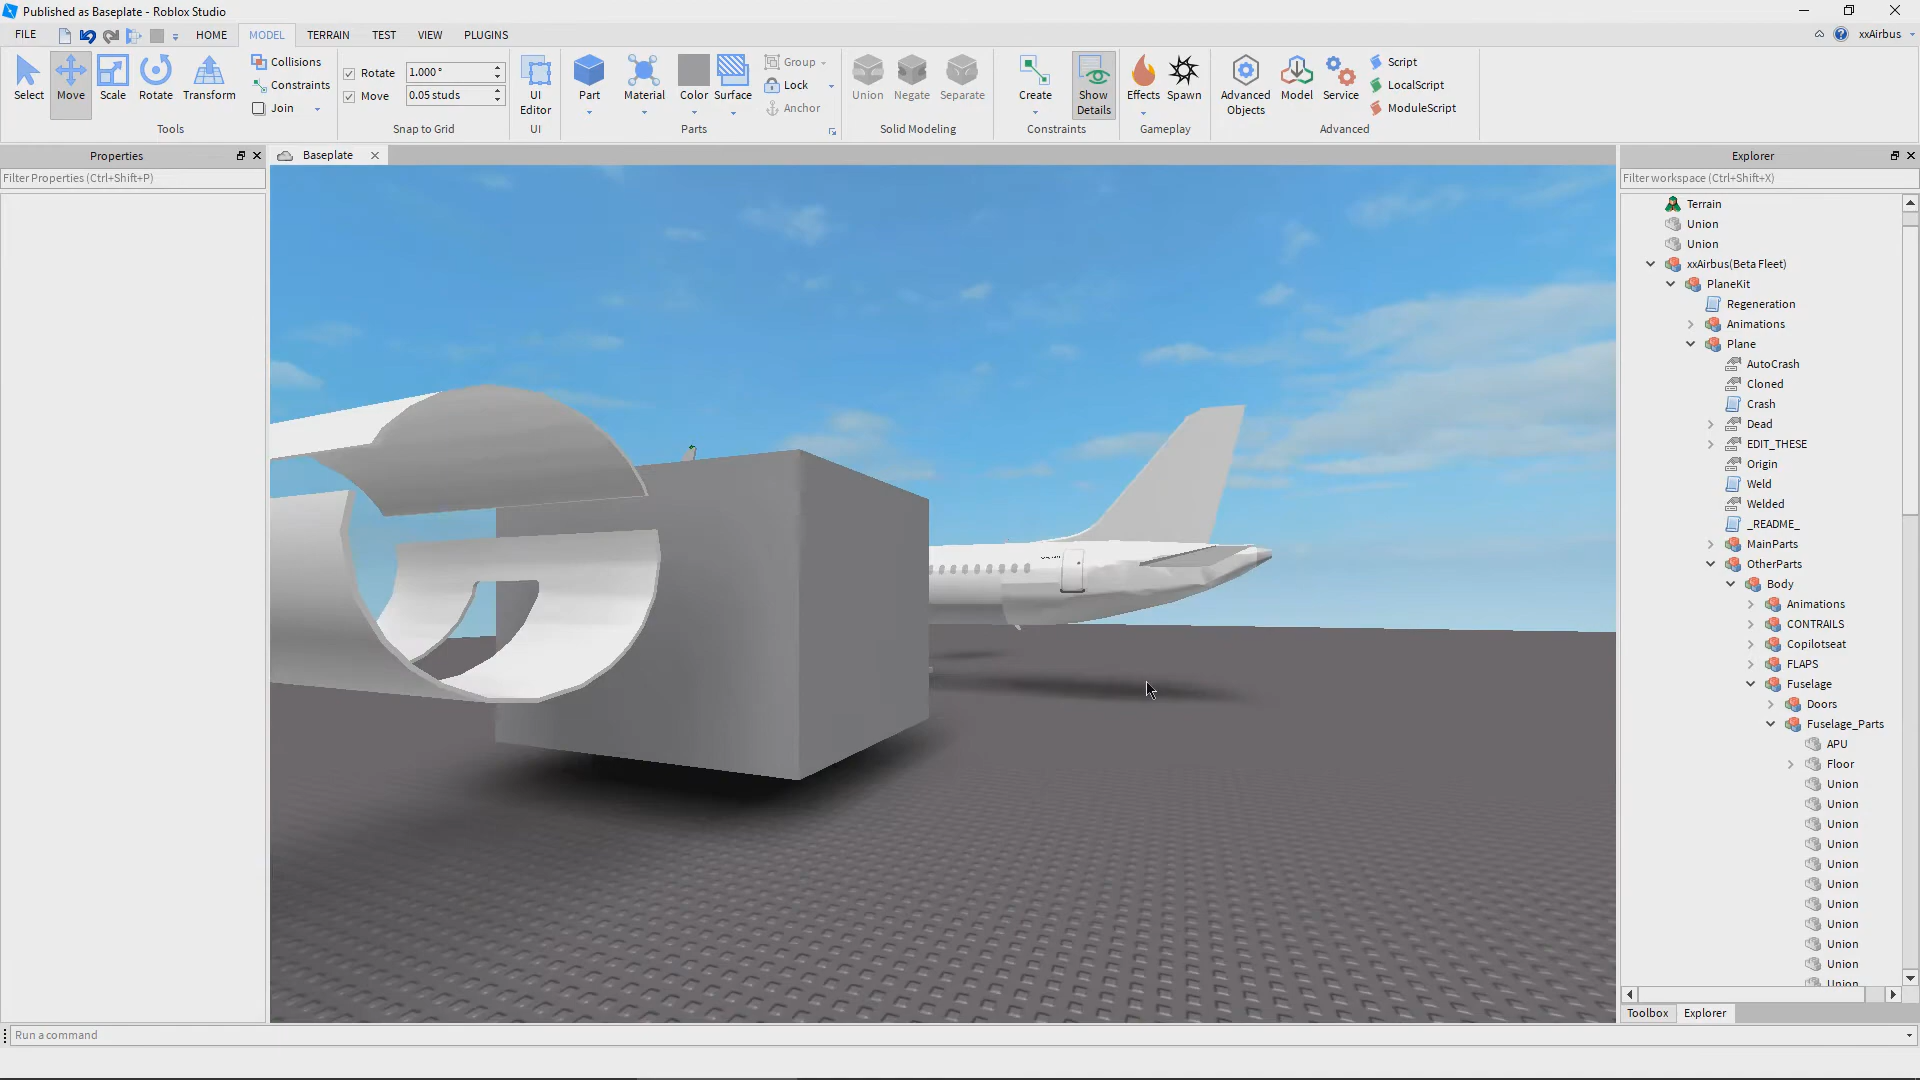 Published as Baseplate - Roblox Studio
FILE
HOME
MODEL
TERRAIN
TEST
VIEW
PLUGINS
xxAirbus
Select
Move
Scale
Rotate
Transform
Collisions
Constraints
Join
Tools
Rotate
1.000 °
Move
0.05 studs
Snap to Grid
UI
Editor
UI
Part
Material
Color
Surface
Group
Lock
Anchor
Parts
Union
Negate
Separate
Solid Modeling
Create
Show
Details
Constraints
Effects
Spawn
Gameplay
Advanced
Objects
Model
Service
Script
LocalScript
ModuleScript
Advanced
Properties
Filter Properties (Ctrl+Shift+P)
Baseplate
Explorer
Filter workspace (Ctrl+Shift+X)
Terrain
Union
Union
xxAirbus(Beta Fleet)
PlaneKit
Regeneration
Animations
Plane
AutoCrash
Cloned
Crash
Dead
EDIT_THESE
Origin
Weld
Welded
_README_
MainParts
OtherParts
Body
Animations
CONTRAILS
Copilotseat
FLAPS
Fuselage
Doors
Fuselage_Parts
APU
Floor
Union
Union
Union
Union
Union
Union
Union
Union
Union
Union
Union
Toolbox
Explorer
Run a command